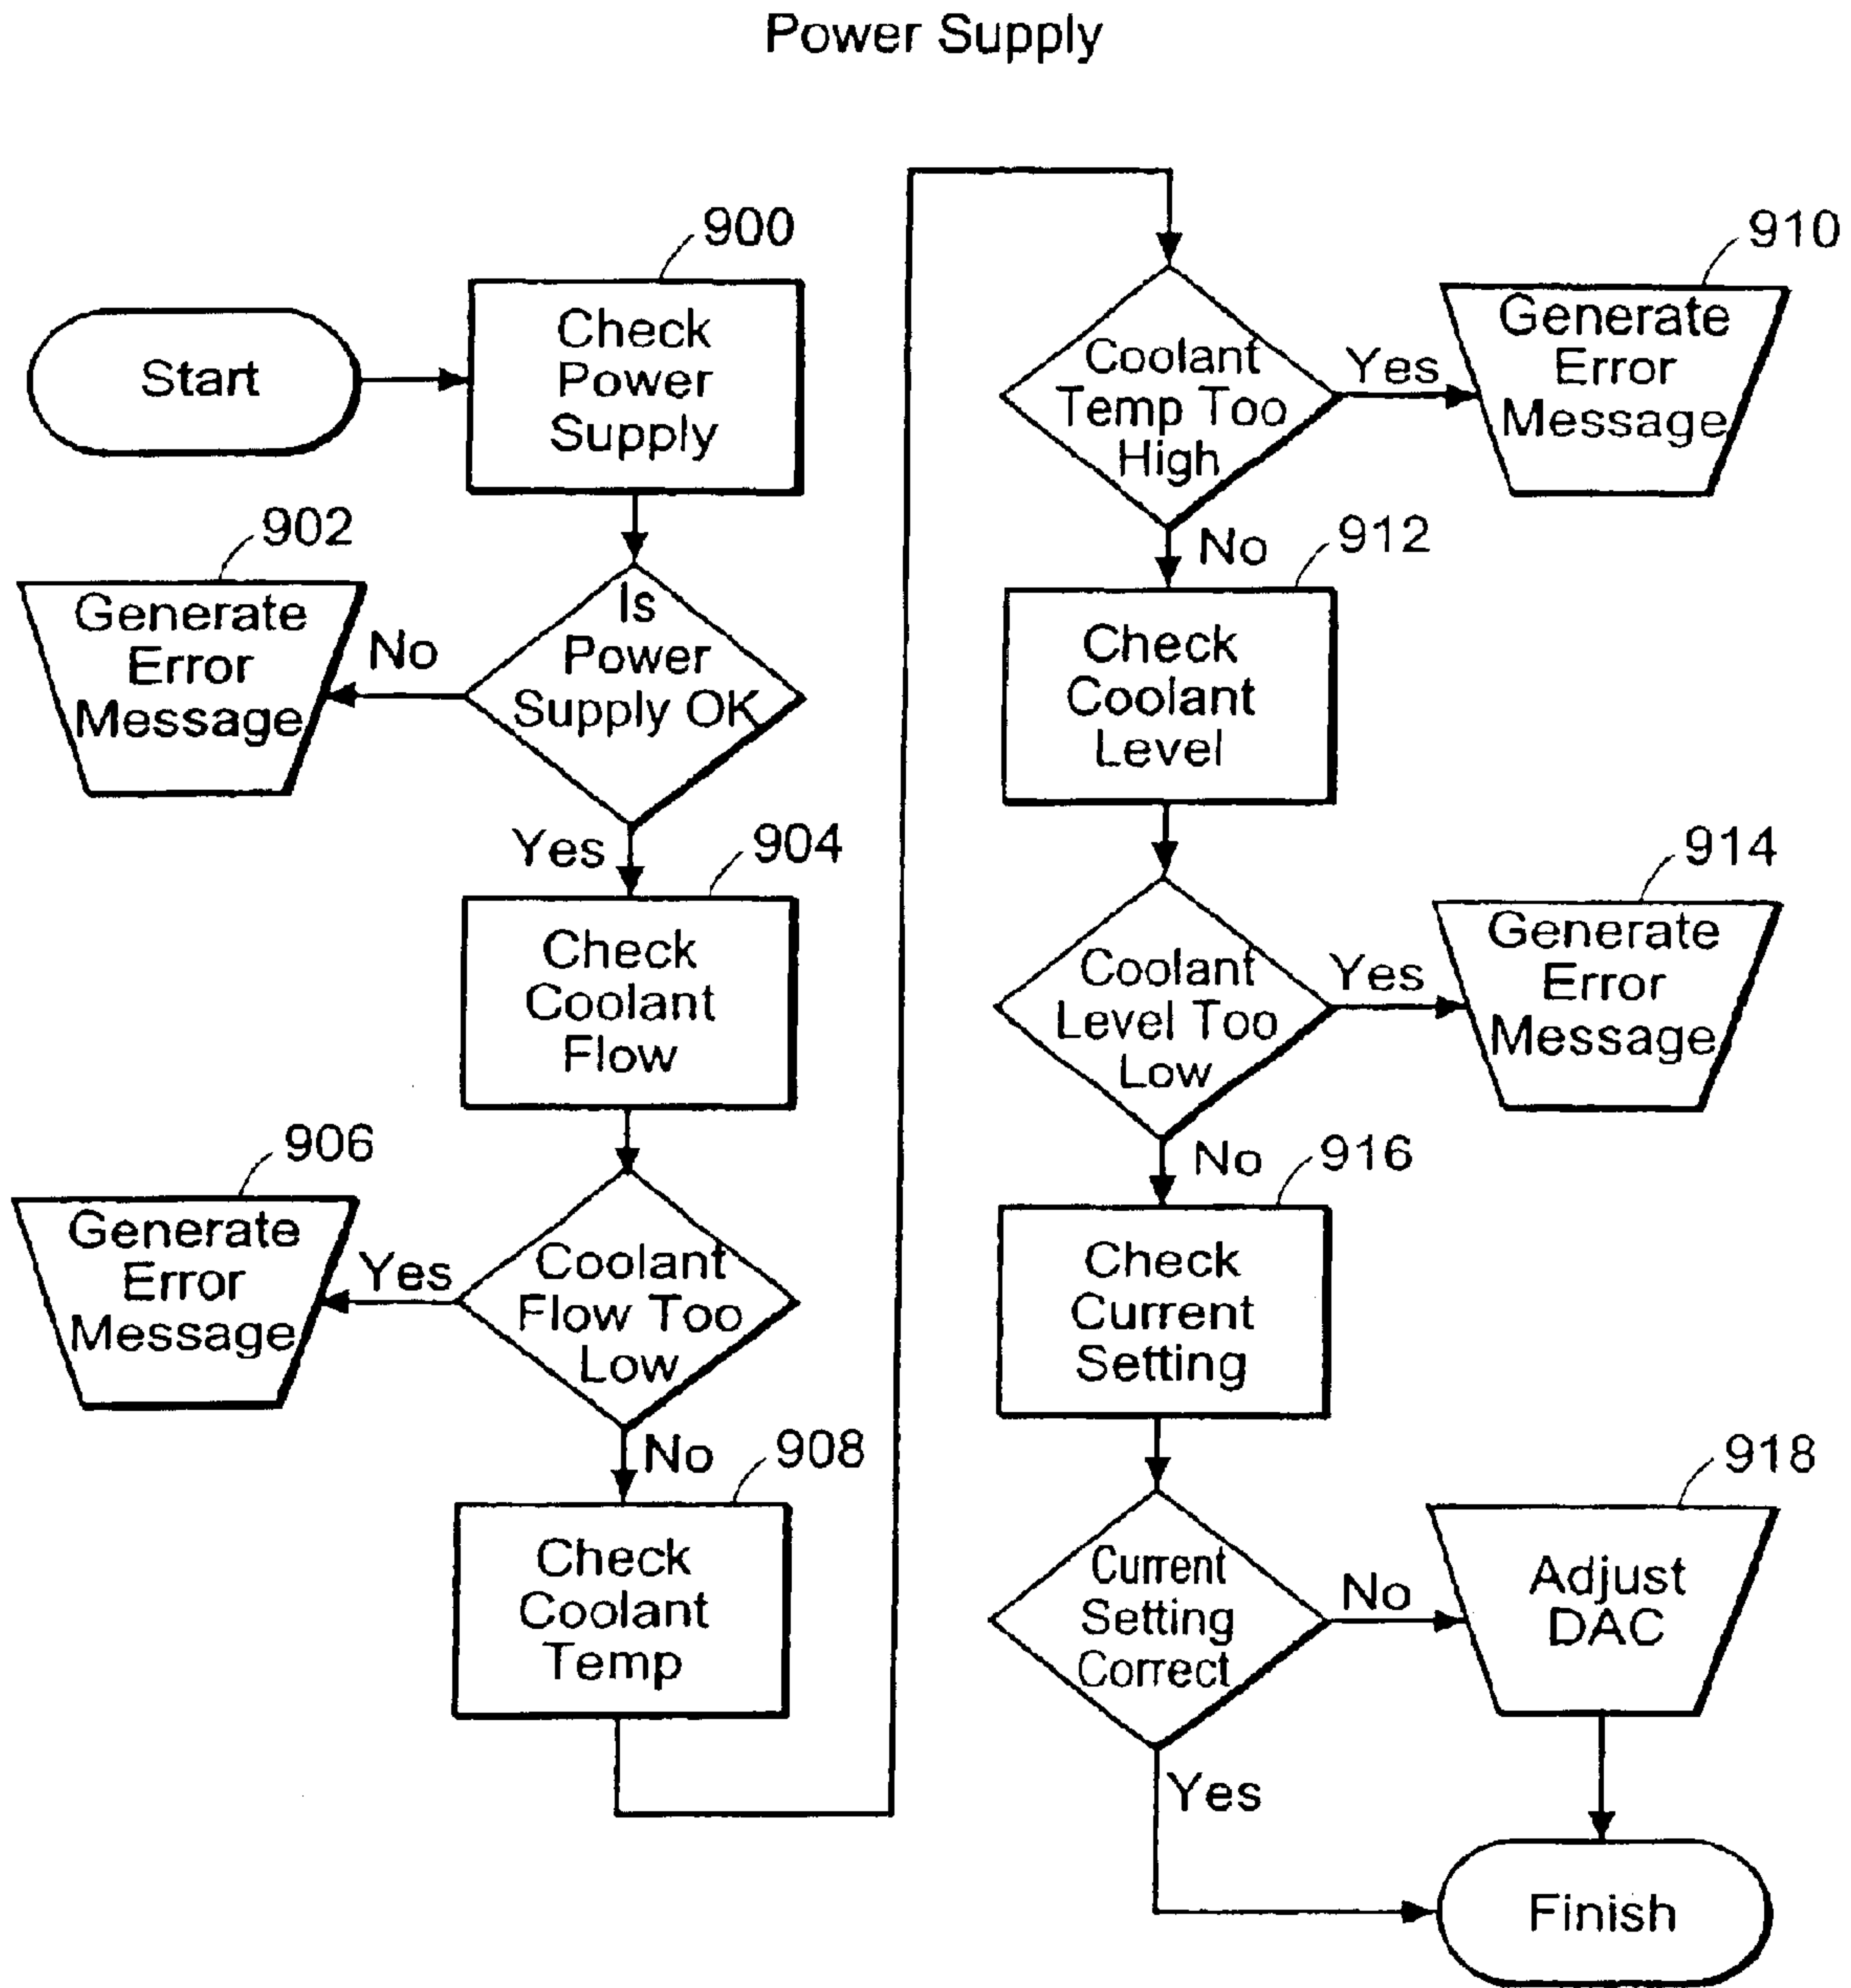 Power Supply
Start
900
Check
Power
Supply
902
Generate
Error
Message
No
Is
Power
Supply OK
Yes
904
Check
Coolant
Flow
906
Generate
Error
Message
Yes
Coolant
Flow Too
Low
No
908
Check
Coolant
Temp
Coolant
Temp Too
High
Yes
910
Generate
Error
Message
No
912
Check
Coolant
Level
Coolant
Level Too
Low
Yes
914
Generate
Error
Message
No
916
Check
Current
Setting
Current
Setting
Correct
No
918
Adjust
DAC
Yes
Finish